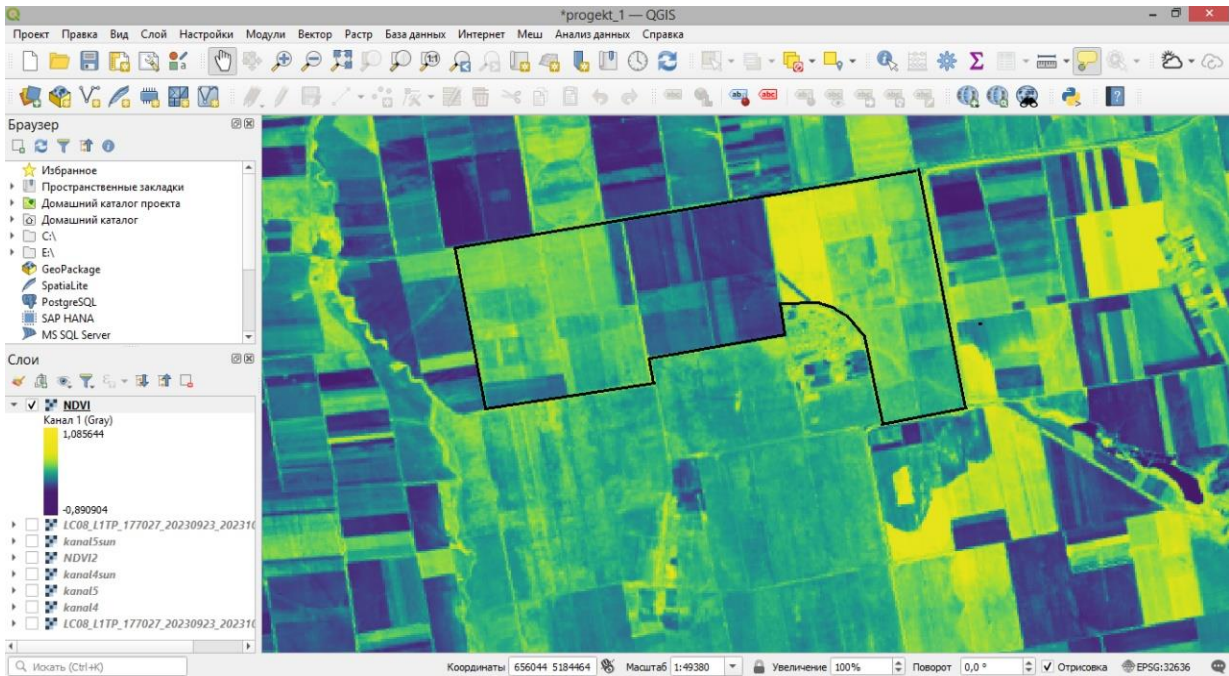 *progekt_1 — QGIS
Проект Правка Вид Слой Настройки Модули Вектор Растр База данных Интернет Меш Анализ данных Справка
Браузер
Избранное
Пространственные закладки
Домашний каталог проекта
Домашний каталог
C:\
E:\
GeoPackage
SpatiaLite
PostgreSQL
SAP HANA
MS SQL Server
Слои
NDVI
Канал 1 (Gray)
1,085644
-0,890904
LC08_L1TP_177027_20230923_202310
kanal5sun
NDVI2
kanal4sun
kanal5
kanal4
LC08_L1TP_177027_20230923_202310
Искать (Ctrl+K) Координаты 656044 5184464 Масштаб 1:49380 Увеличение 100% Поворот 0,0 ° Отрисовка EPSG:32636